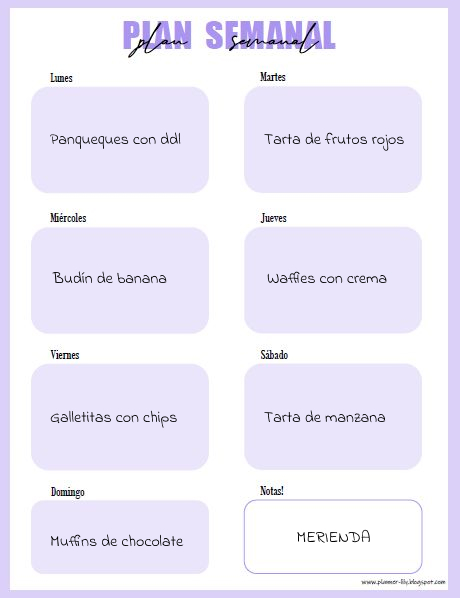 PLAN SEMANAL
plan semanal
Lunes
Panqueques con ddl
Martes
Tarta de frutos rojos
Miércoles
Budín de banana
Jueves
Waffles con crema
Viernes
Galletitas con chips
Sábado
Tarta de manzana
Domingo
Muffins de chocolate
Notas!
MERIENDA
www.planner-lily.blogspot.com